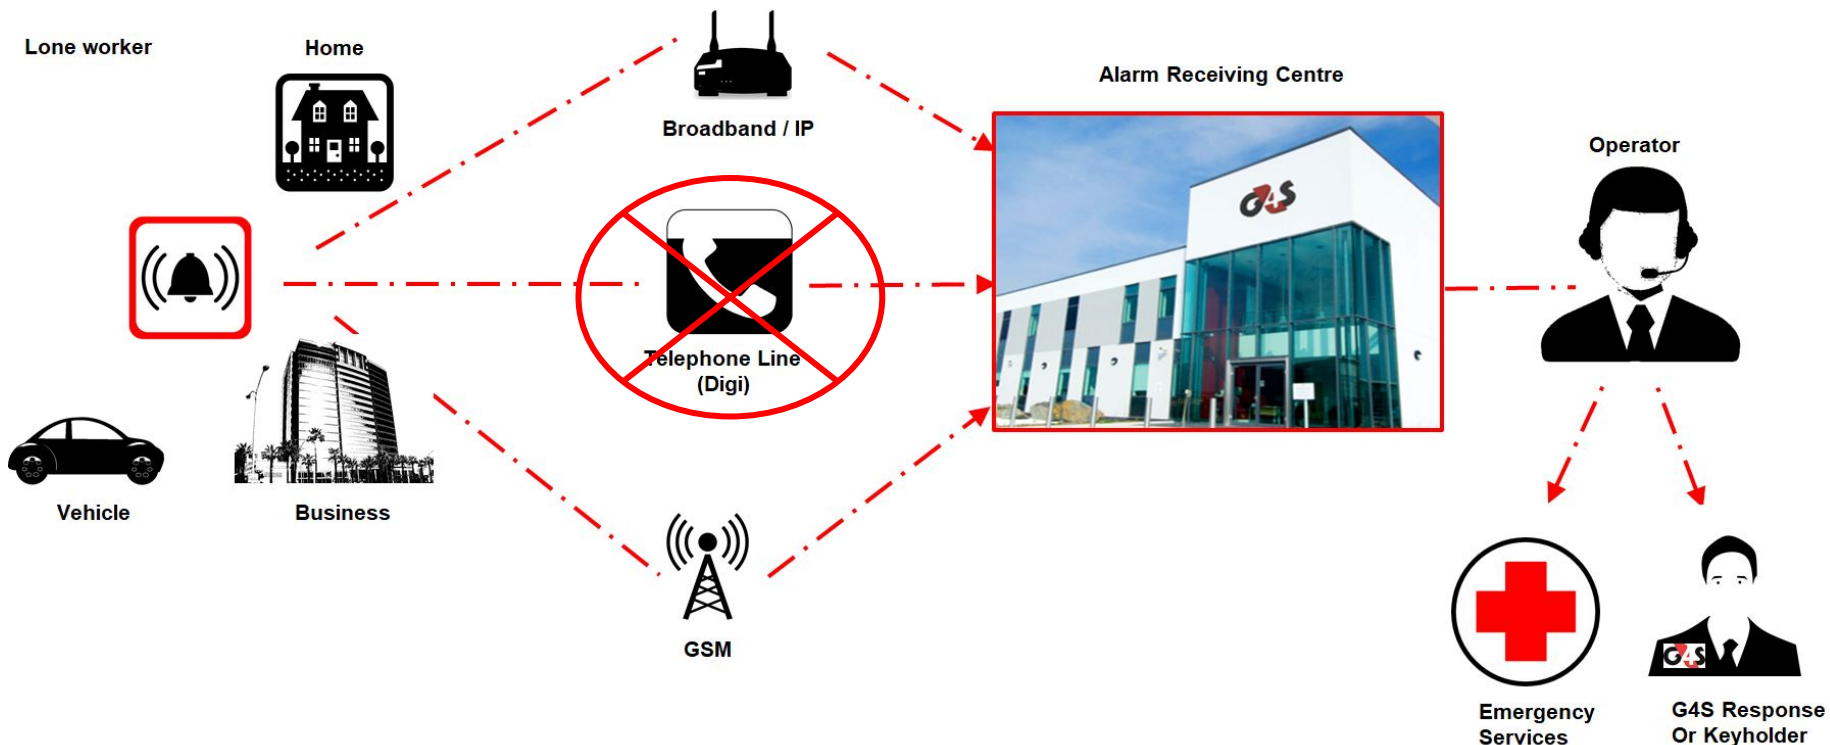 Lone worker
Home
Broadband / IP
Alarm Receiving Centre
G4S
Operator
Telephone Line
(Digi)
Vehicle
Business
GSM
G4S
Emergency
Services
G4S Response
Or Keyholder